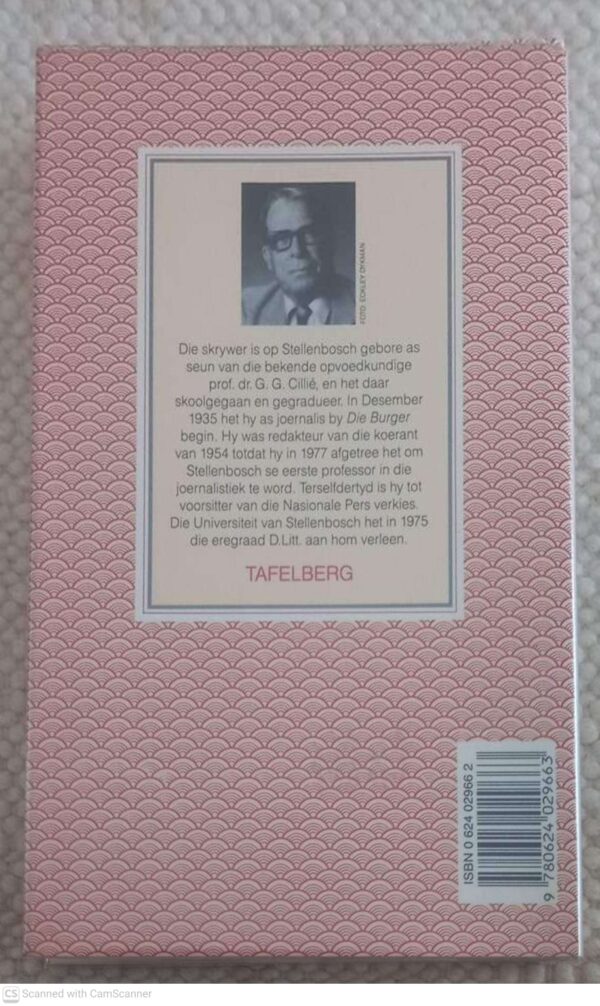 FOTO: ECKLEY DYKMAN
Die skrywer is op Stellenbosch gebore as
seun van die bekende opvoedkundige
prof. dr. G. G. Cillié, en het daar
skoolgegaan en gegradueer. In Desember
1935 het hy as joernalis by Die Burger
begin. Hy was redakteur van die koerant
van 1954 totdat hy in 1977 afgetree het om
Stellenbosch se eerste professor in die
joernalistiek te word. Terselfdertyd is hy tot
voorsitter van die Nasionale Pers verkies.
Die Universiteit van Stellenbosch het in 1975
die eregraad D.Litt. aan hom verleen.
TAFELBERG
ISBN 0 624 02966 2
9 780624 029663
CS Scanned with CamScanner